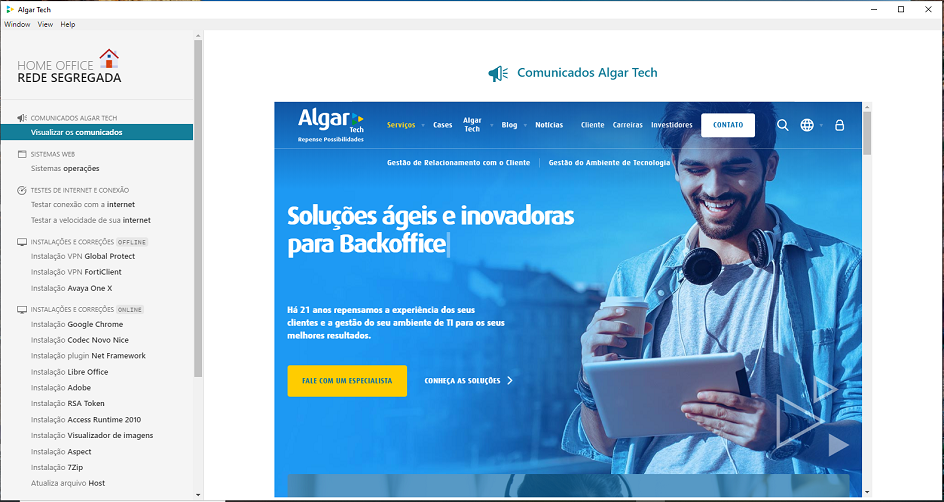 Algar Tech
Window View Help
HOME OFFICE
REDE SEGREGADA
COMUNICADOS ALGAR TECH
Visualizar os comunicados
SISTEMAS WEB
Sistemas operações
TESTES DE INTERNET E CONEXÃO
Testar conexão com a internet
Testar a velocidade de sua internet
INSTALAÇÕES E CORREÇÕES OFFLINE
Instalação VPN Global Protect
Instalação VPN FortiClient
Instalação Avaya One X
INSTALAÇÕES E CORREÇÕES ONLINE
Instalação Google Chrome
Instalação Codec Novo Nice
Instalação plugin Net Framework
Instalação Libre Office
Instalação Adobe
Instalação RSA Token
Instalação Access Runtime 2010
Instalação Visualizador de imagens
Instalação Aspect
Instalação 7Zip
Atualiza arquivo Host
Comunicados Algar Tech
Algar
Tech
Repense Possibilidades
Serviços Cases Algar Tech Blog Notícias Cliente Carreiras Investidores CONTATO
Gestão de Relacionamento com o Cliente Gestão do Ambiente de Tecnologia
Soluções ágeis e inovadoras
para Backoffice
Há 21 anos repensamos a experiência dos seus
clientes e a gestão do seu ambiente de TI para os seus
melhores resultados.
FALE COM UM ESPECIALISTA CONHEÇA AS SOLUÇÕES